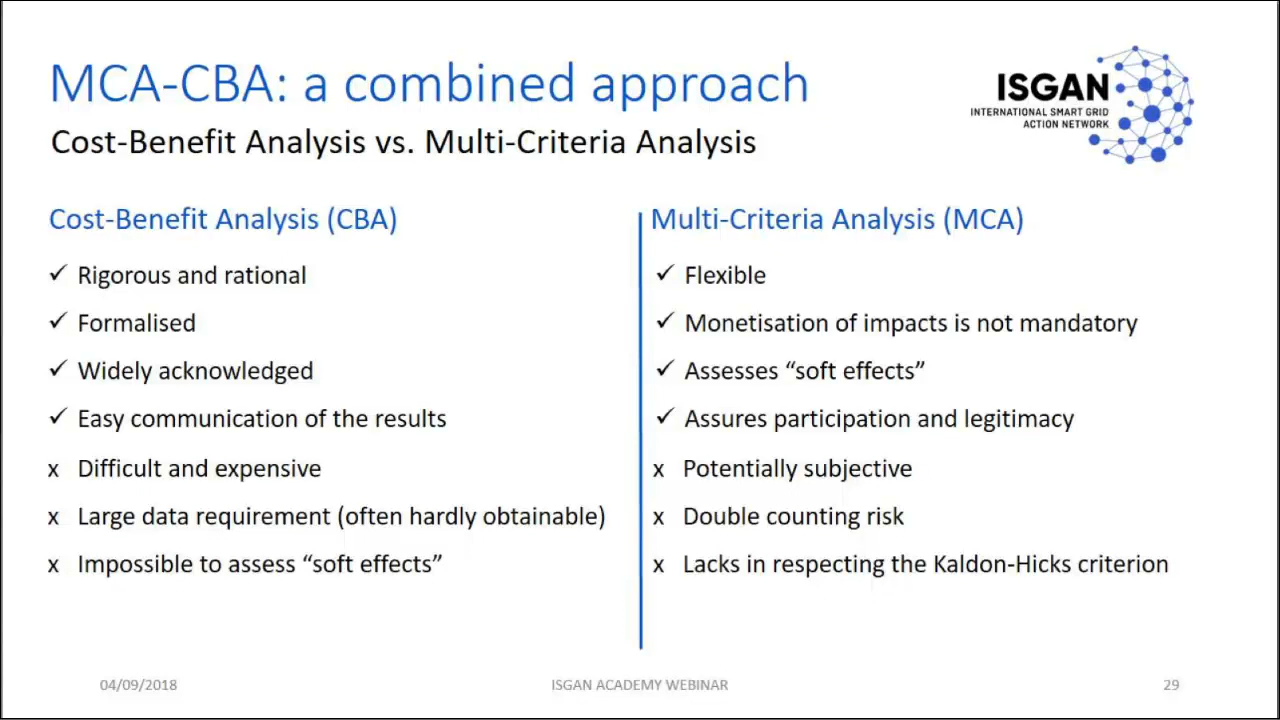 MCA-CBA: a combined approach
Cost-Benefit Analysis vs. Multi-Criteria Analysis
ISGAN
INTERNATIONAL SMART GRID
ACTION NETWORK
Cost-Benefit Analysis (CBA)
✓ Rigorous and rational
✓ Formalised
✓ Widely acknowledged
✓ Easy communication of the results
x Difficult and expensive
x Large data requirement (often hardly obtainable)
x Impossible to assess “soft effects”
Multi-Criteria Analysis (MCA)
✓ Flexible
✓ Monetisation of impacts is not mandatory
✓ Assesses “soft effects”
✓ Assures participation and legitimacy
x Potentially subjective
x Double counting risk
x Lacks in respecting the Kaldon-Hicks criterion
04/09/2018
ISGAN ACADEMY WEBINAR
29